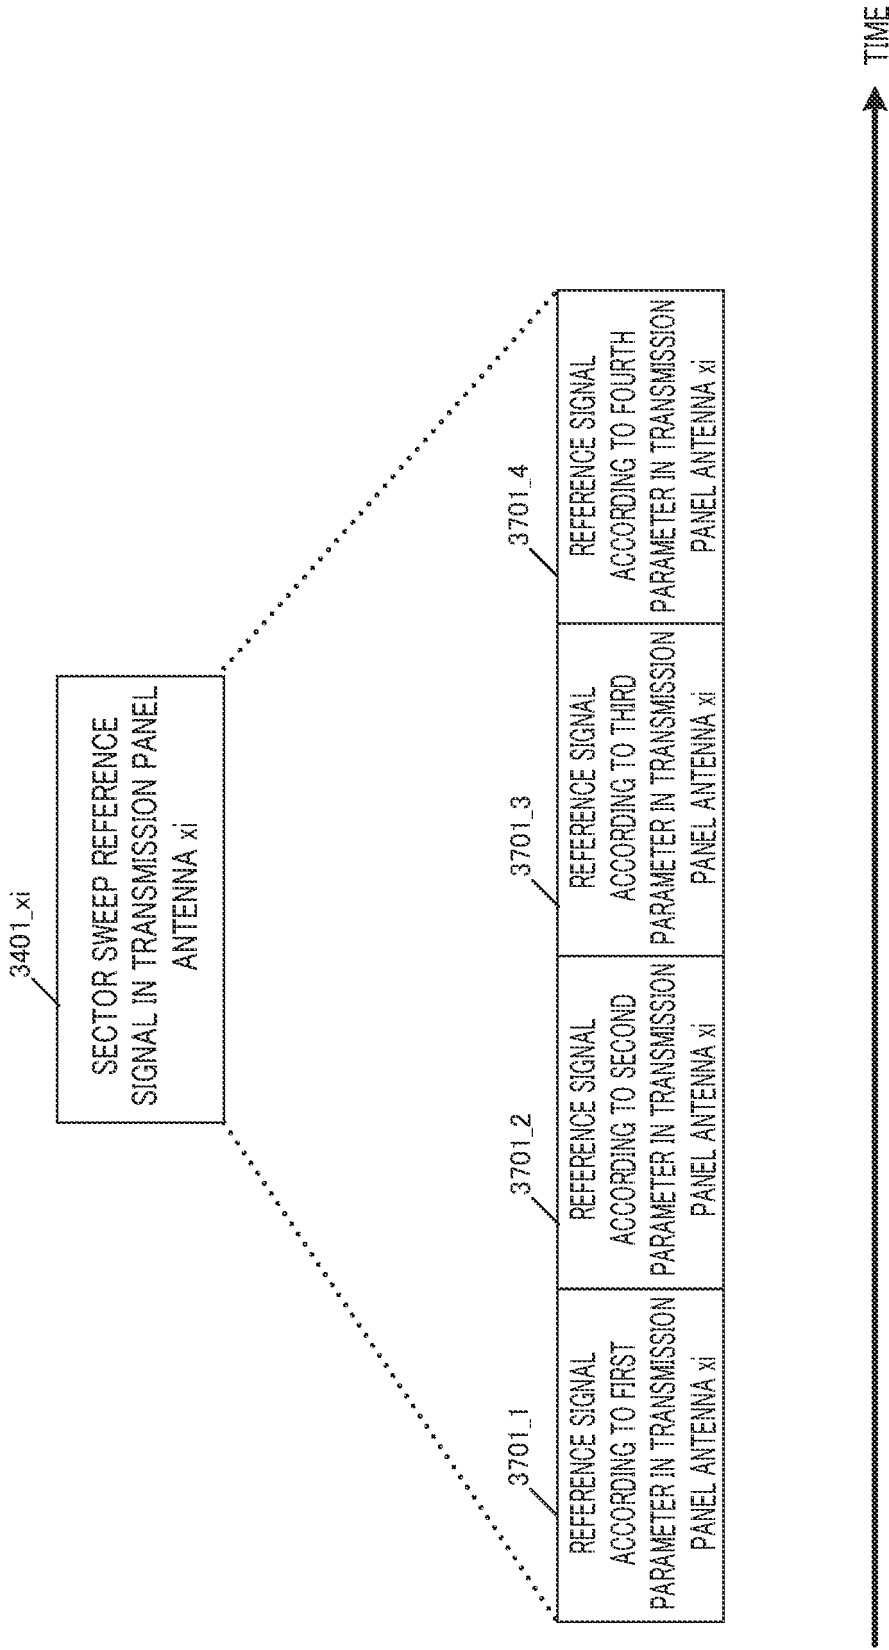 3401_xi
SECTOR SWEEP REFERENCE
SIGNAL IN TRANSMISSION PANEL
ANTENNA xi
3701_1
REFERENCE SIGNAL
ACCORDING TO FIRST
PARAMETER IN TRANSMISSION
PANEL ANTENNA xi
3701_2
REFERENCE SIGNAL
ACCORDING TO SECOND
PARAMETER IN TRANSMISSION
PANEL ANTENNA xi
3701_3
REFERENCE SIGNAL
ACCORDING TO THIRD
PARAMETER IN TRANSMISSION
PANEL ANTENNA xi
3701_4
REFERENCE SIGNAL
ACCORDING TO FOURTH
PARAMETER IN TRANSMISSION
PANEL ANTENNA xi
TIME